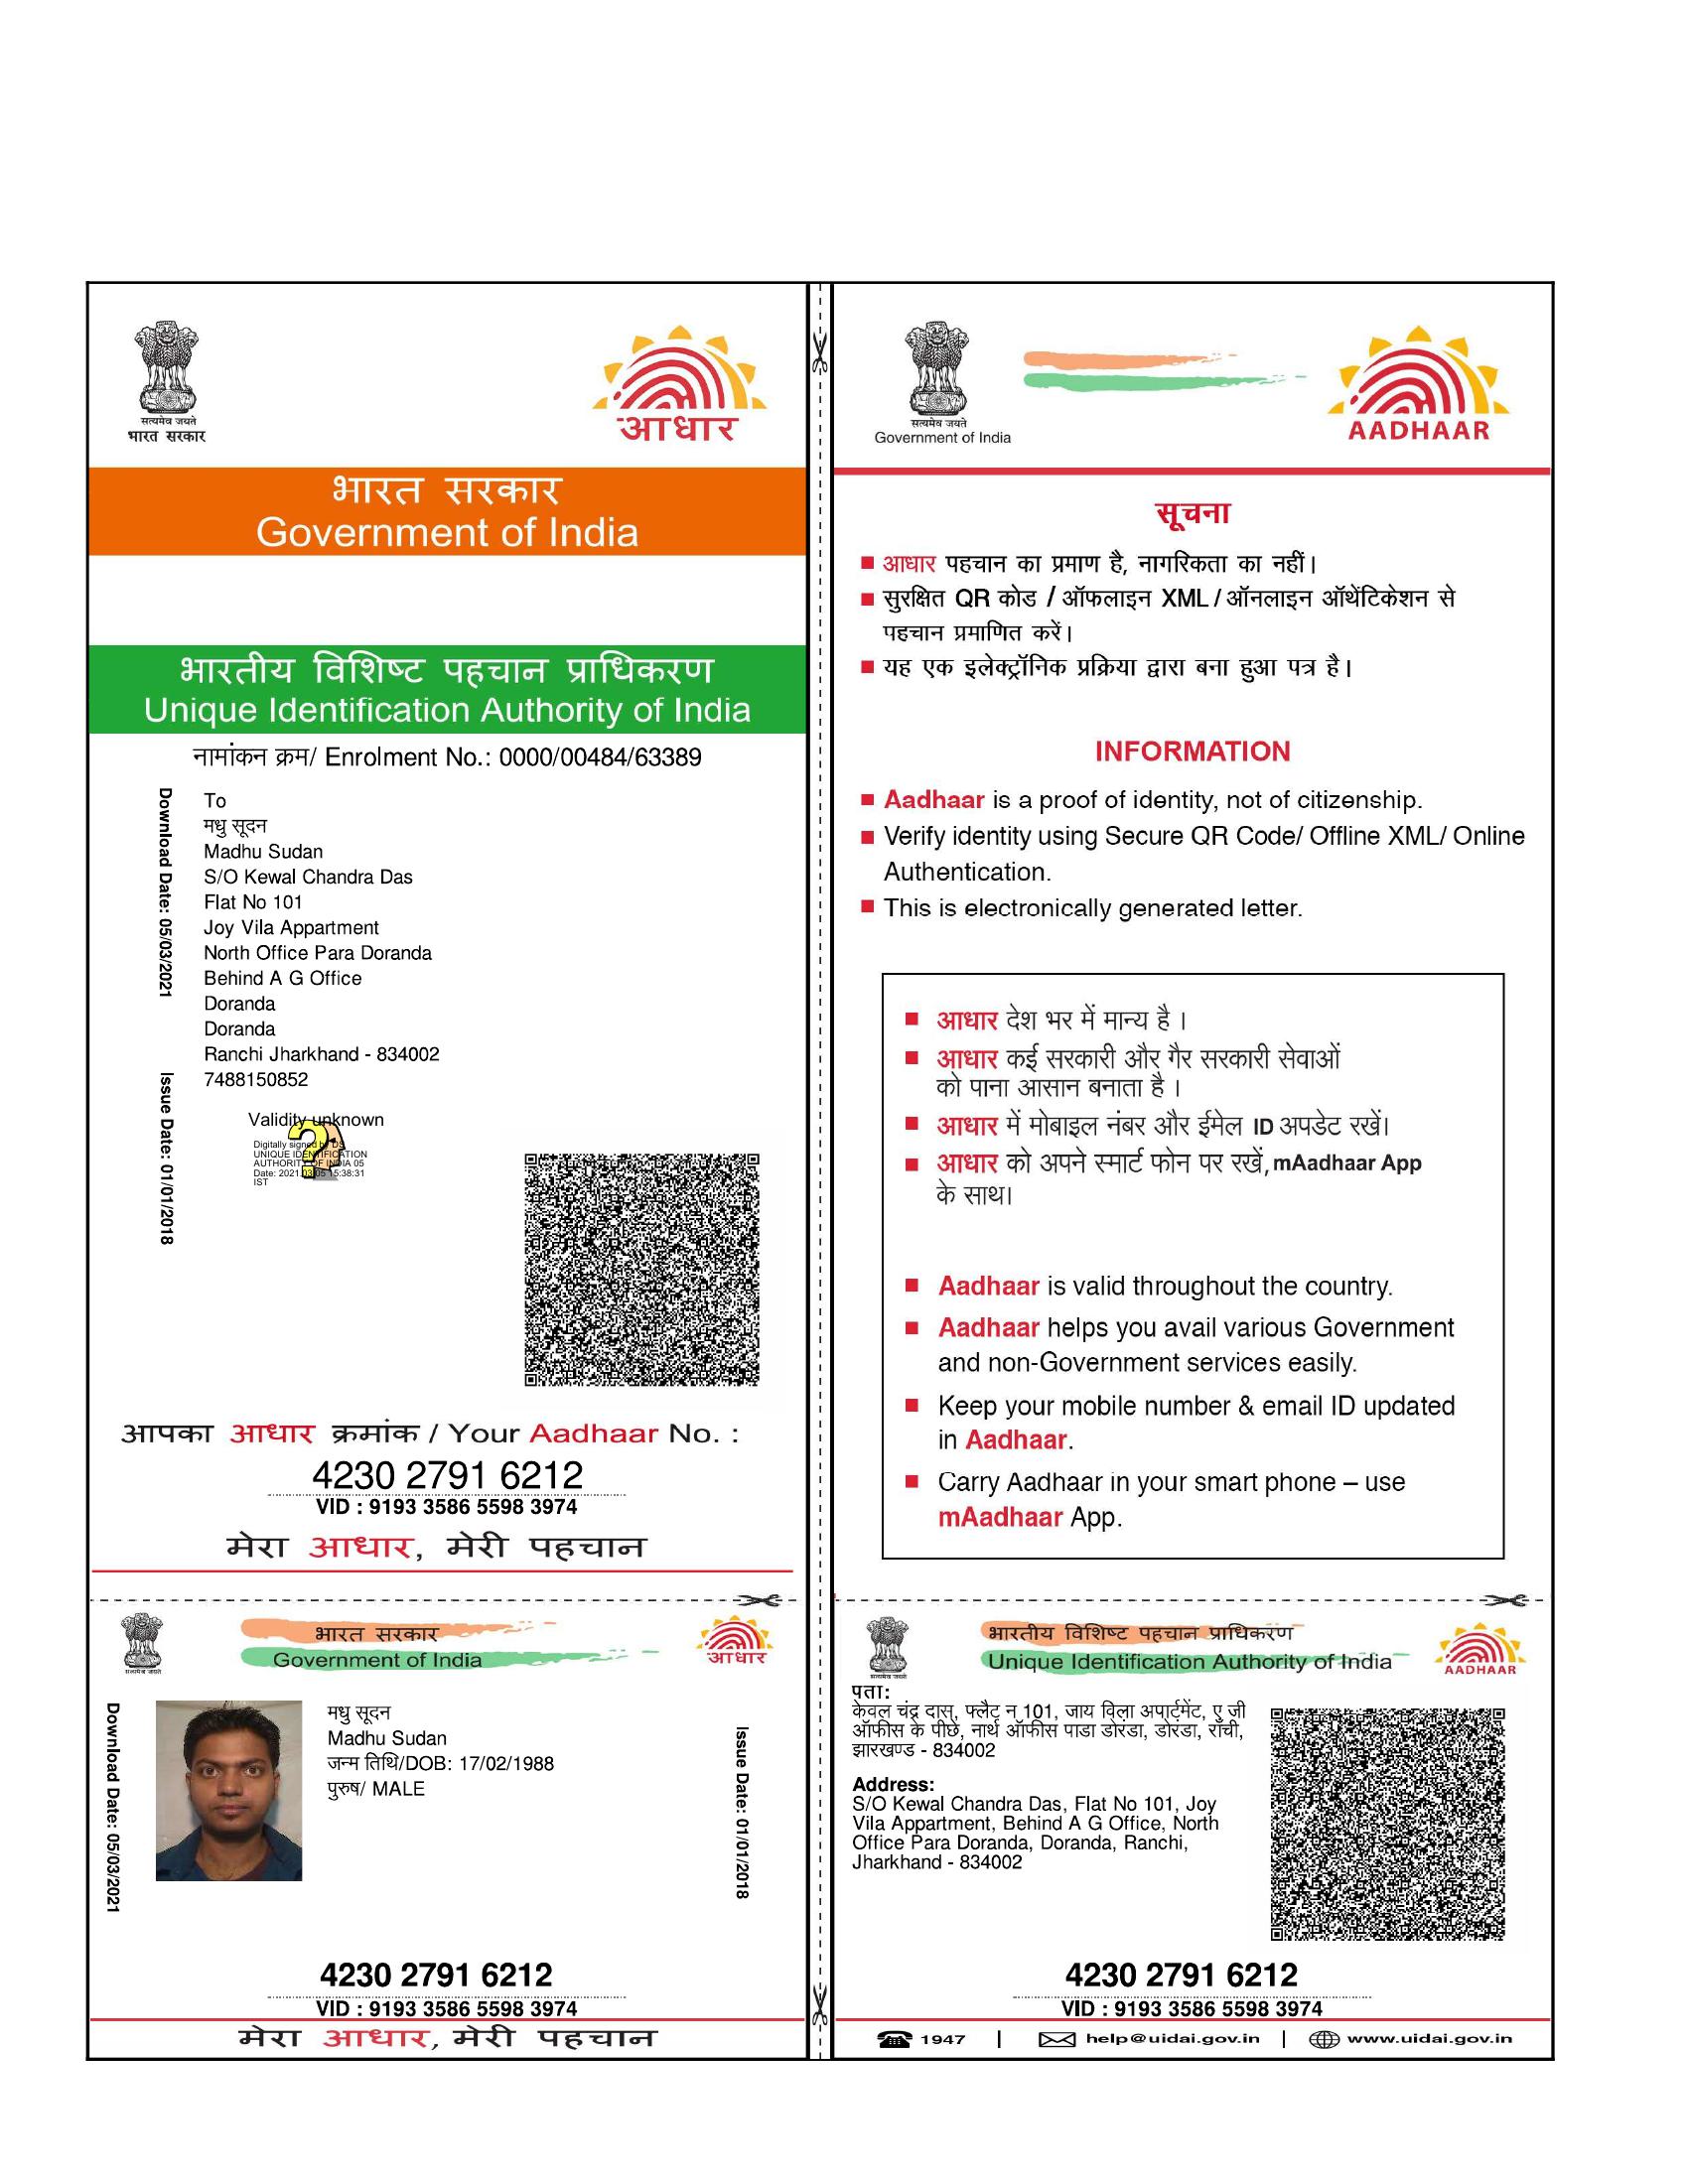 सत्यमेव जयते
भारत सरकार
आधार
भारत सरकार
Government of India
भारतीय विशिष्ट पहचान प्राधिकरण
Unique Identification Authority of India
नामांकन क्रम/ Enrolment No.: 0000/00484/63389
Download Date: 05/03/2021
Issue Date: 01/01/2018
To
मधु सूदन
Madhu Sudan
S/O Kewal Chandra Das
Flat No 101
Joy Vila Appartment
North Office Para Doranda
Behind A G Office
Doranda
Doranda
Ranchi Jharkhand - 834002
7488150852
Validity unknown
Digitally signed by DS
UNIQUE IDENTIFICATION
AUTHORITY OF INDIA 05
Date: 2021.03.05 15:38:31
IST
आपका आधार क्रमांक / Your Aadhaar No. :
4230 2791 6212
VID : 9193 3586 5598 3974
मेरा आधार, मेरी पहचान
सत्यमेव जयते
भारत सरकार
Government of India
आधार
Download Date: 05/03/2021
मधु सूदन
Madhu Sudan
जन्म तिथि/DOB: 17/02/1988
पुरुष/ MALE
Issue Date: 01/01/2018
4230 2791 6212
VID : 9193 3586 5598 3974
मेरा आधार, मेरी पहचान
सत्यमेव जयते
Government of India
AADHAAR
सूचना
आधार पहचान का प्रमाण है, नागरिकता का नहीं।
सुरक्षित QR कोड / ऑफलाइन XML / ऑनलाइन ऑथेंटिकेशन से
पहचान प्रमाणित करें।
यह एक इलेक्ट्रॉनिक प्रक्रिया द्वारा बना हुआ पत्र है।
INFORMATION
Aadhaar is a proof of identity, not of citizenship.
Verify identity using Secure QR Code/ Offline XML/ Online
Authentication.
This is electronically generated letter.
आधार देश भर में मान्य है ।
आधार कई सरकारी और गैर सरकारी सेवाओं
को पाना आसान बनाता है ।
आधार में मोबाइल नंबर और ईमेल ID अपडेट रखें।
आधार को अपने स्मार्ट फोन पर रखें, mAadhaar App
के साथ।
Aadhaar is valid throughout the country.
Aadhaar helps you avail various Government
and non-Government services easily.
Keep your mobile number & email ID updated
in Aadhaar.
Carry Aadhaar in your smart phone – use
mAadhaar App.
सत्यमेव जयते
भारतीय विशिष्ट पहचान प्राधिकरण
Unique Identification Authority of India
AADHAAR
पता:
केवल चंद्र दास, फ्लैट न 101, जाय विला अपार्टमेंट, ए जी
ऑफीस के पीछे, नार्थ ऑफीस पाडा डोरंडा, डोरंडा, राँची,
झारखण्ड - 834002
Address:
S/O Kewal Chandra Das, Flat No 101, Joy
Vila Appartment, Behind A G Office, North
Office Para Doranda, Doranda, Ranchi,
Jharkhand - 834002
4230 2791 6212
VID : 9193 3586 5598 3974
1947 | help@uidai.gov.in | www.uidai.gov.in